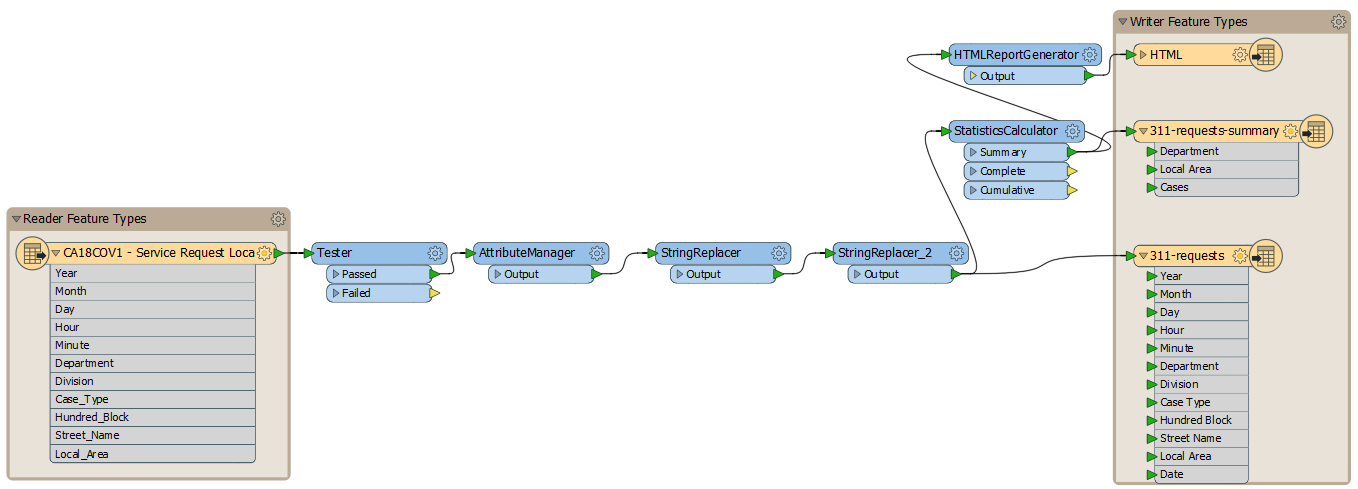 Reader Feature Types
CA18COV1 - Service Request Loca
Year
Month
Day
Hour
Minute
Department
Division
Case_Type
Hundred_Block
Street_Name
Local_Area
Tester
Passed
Failed
AttributeManager
Output
StringReplacer
Output
StringReplacer_2
Output
StatisticsCalculator
Summary
Complete
Cumulative
HTMLReportGenerator
Output
Writer Feature Types
HTML
311-requests-summary
Department
Local Area
Cases
311-requests
Year
Month
Day
Hour
Minute
Department
Division
Case Type
Hundred Block
Street Name
Local Area
Date